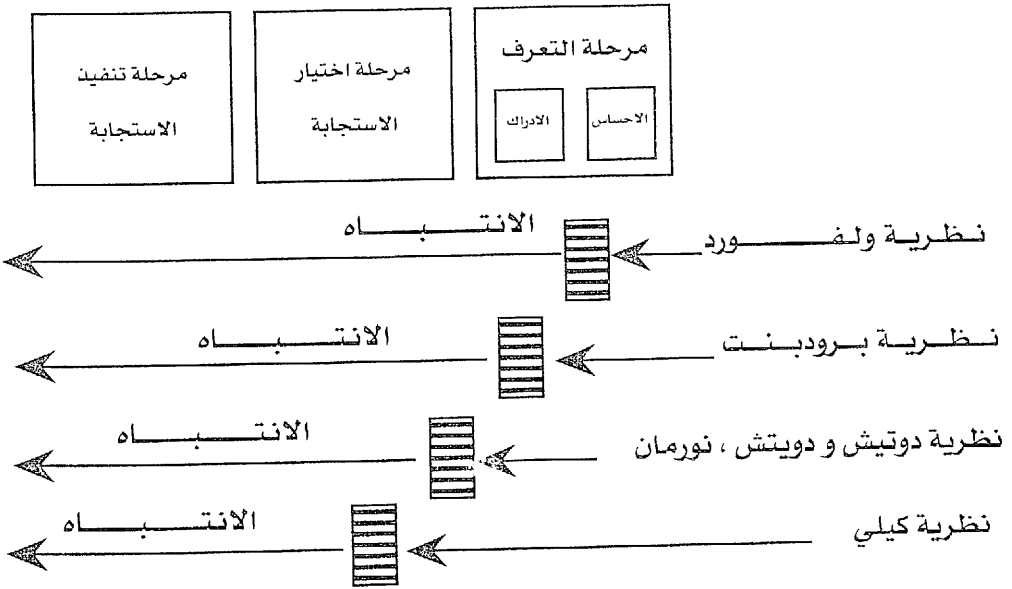 مرحلة التعرف
الاحساس
الادراك
مرحلة اختيار
الاستجابة
مرحلة تنفيذ
الاستجابة
نظرية ولفورد
الانتباه
نظرية برودبنت
الانتباه
نظرية دوتيش و دويتش ، نورمان
الانتباه
نظرية كيلي
الانتباه